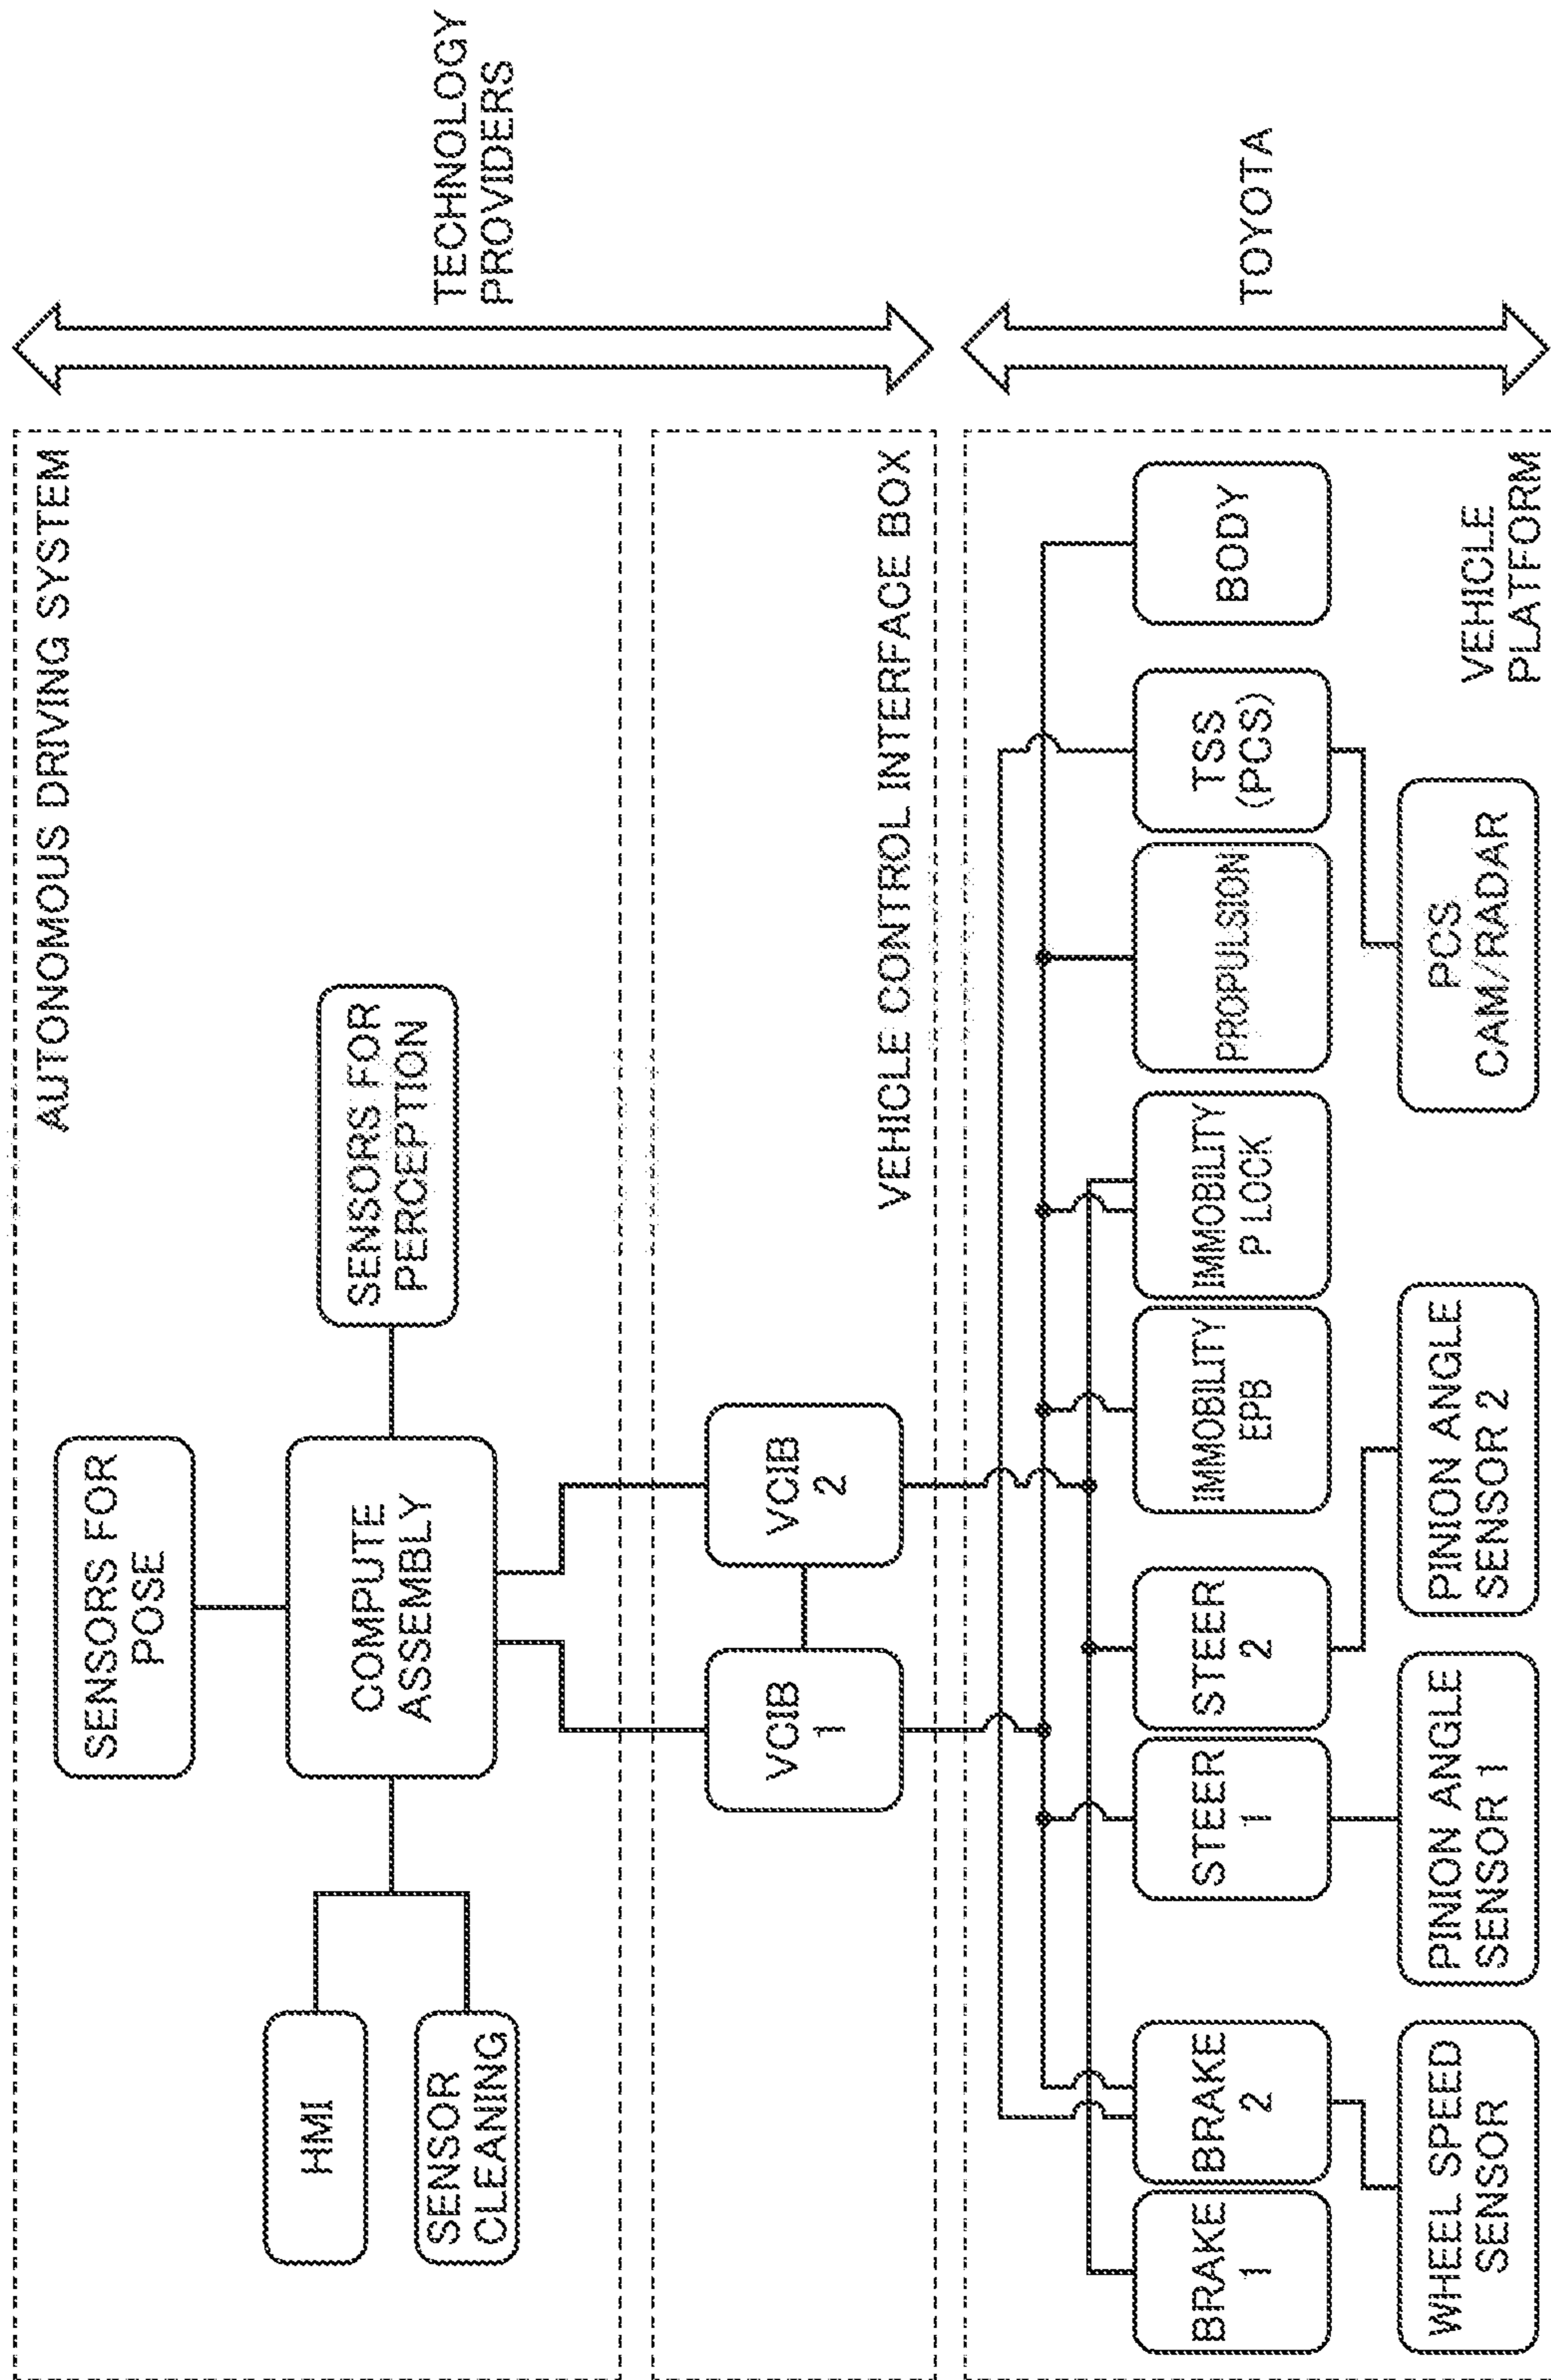 AUTONOMOUS DRIVING SYSTEM
SENSORS FOR
POSE
HMI
SENSOR
CLEANING
COMPUTE
ASSEMBLY
SENSORS FOR
PERCEPTION
TECHNOLOGY
PROVIDERS
VCIB
1
VCIB
2
VEHICLE CONTROL INTERFACE BOX
BRAKE
1
BRAKE
2
STEER
1
STEER
2
IMMOBILITY
EPB
IMMOBILITY
P LOCK
PROPULSION
TSS
(PCS)
BODY
TOYOTA
WHEEL SPEED
SENSOR
PINION ANGLE
SENSOR 1
PINION ANGLE
SENSOR 2
PCS
CAM/RADAR
VEHICLE
PLATFORM